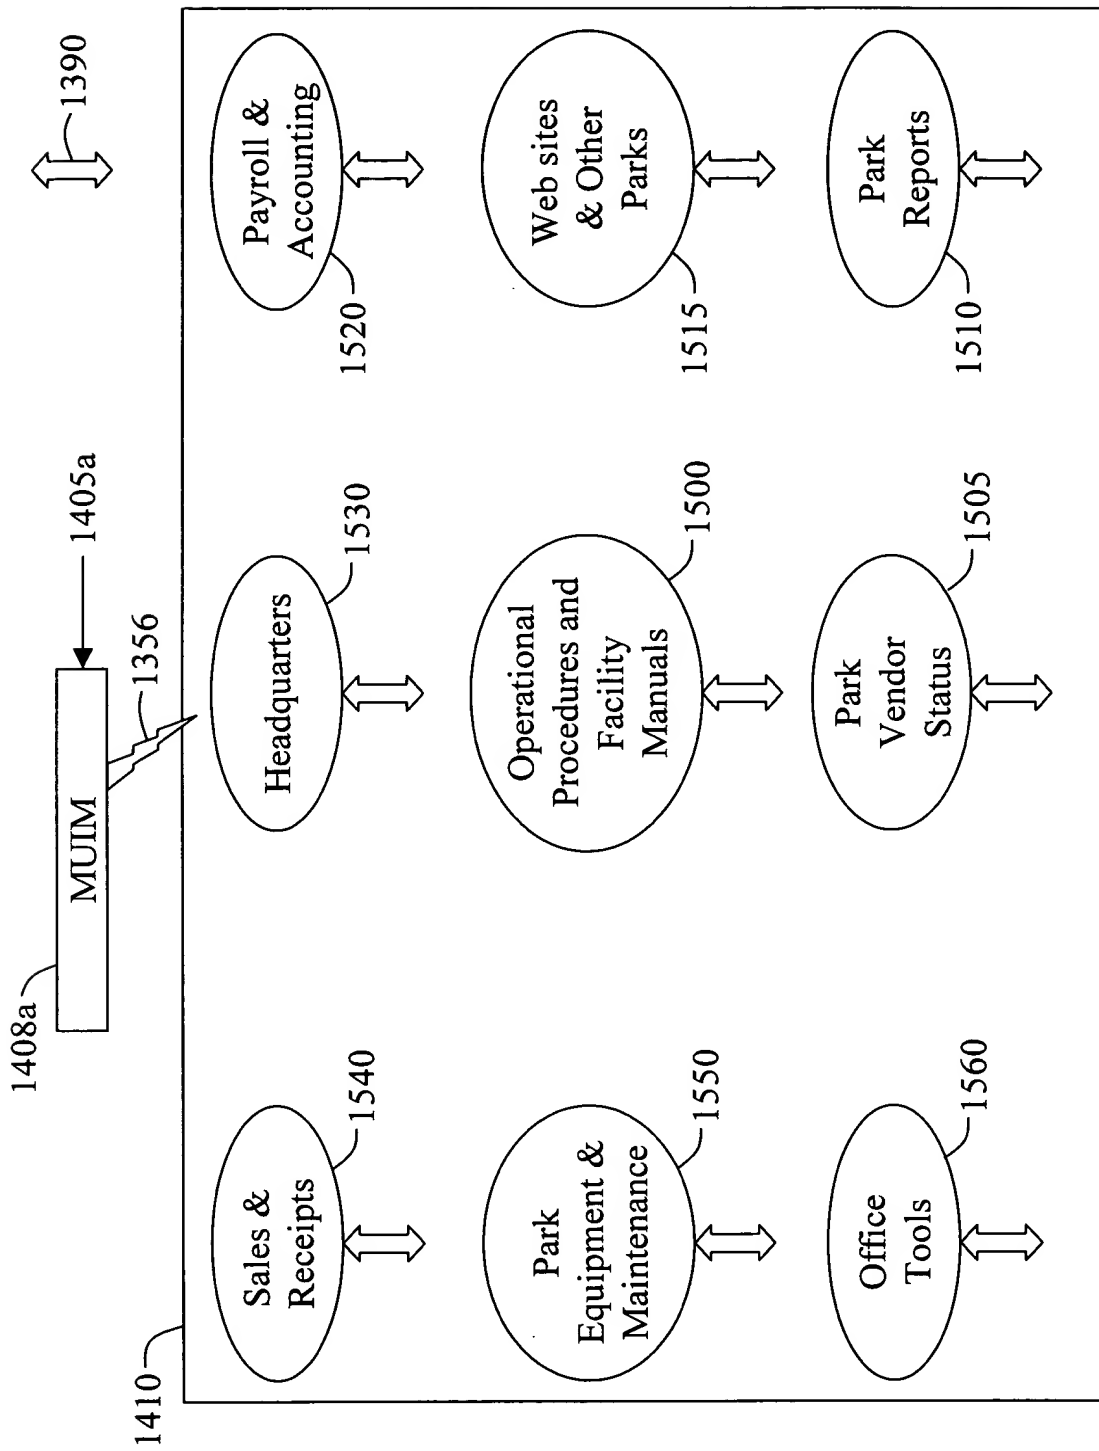 1408a
MUIM
1405a
1356
1390
1410
Sales &
Receipts
1540
Headquarters
1530
Payroll &
Accounting
1520
Park
Equipment &
Maintenance
1550
Operational
Procedures and
Facility
Manuals
1500
Web sites
& Other
Parks
1515
Office
Tools
1560
Park
Vendor
Status
1505
Park
Reports
1510